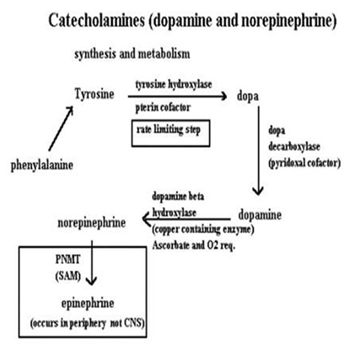 Catecholamines (dopamine and norepinephrine)
synthesis and metabolism
tyrosine hydroxylase
Tyrosine
dopa
pterin cofactor
rate limiting step
dopa
decarboxylase
(pyridoxal cofactor)
phenylalanine
dopamine beta
hydroxylase
norepinephrine
dopamine
(copper containing enzyme)
Ascorbate and O2 req.
PNMT
(SAM)
epinephrine
(occurs in periphery not CNS)